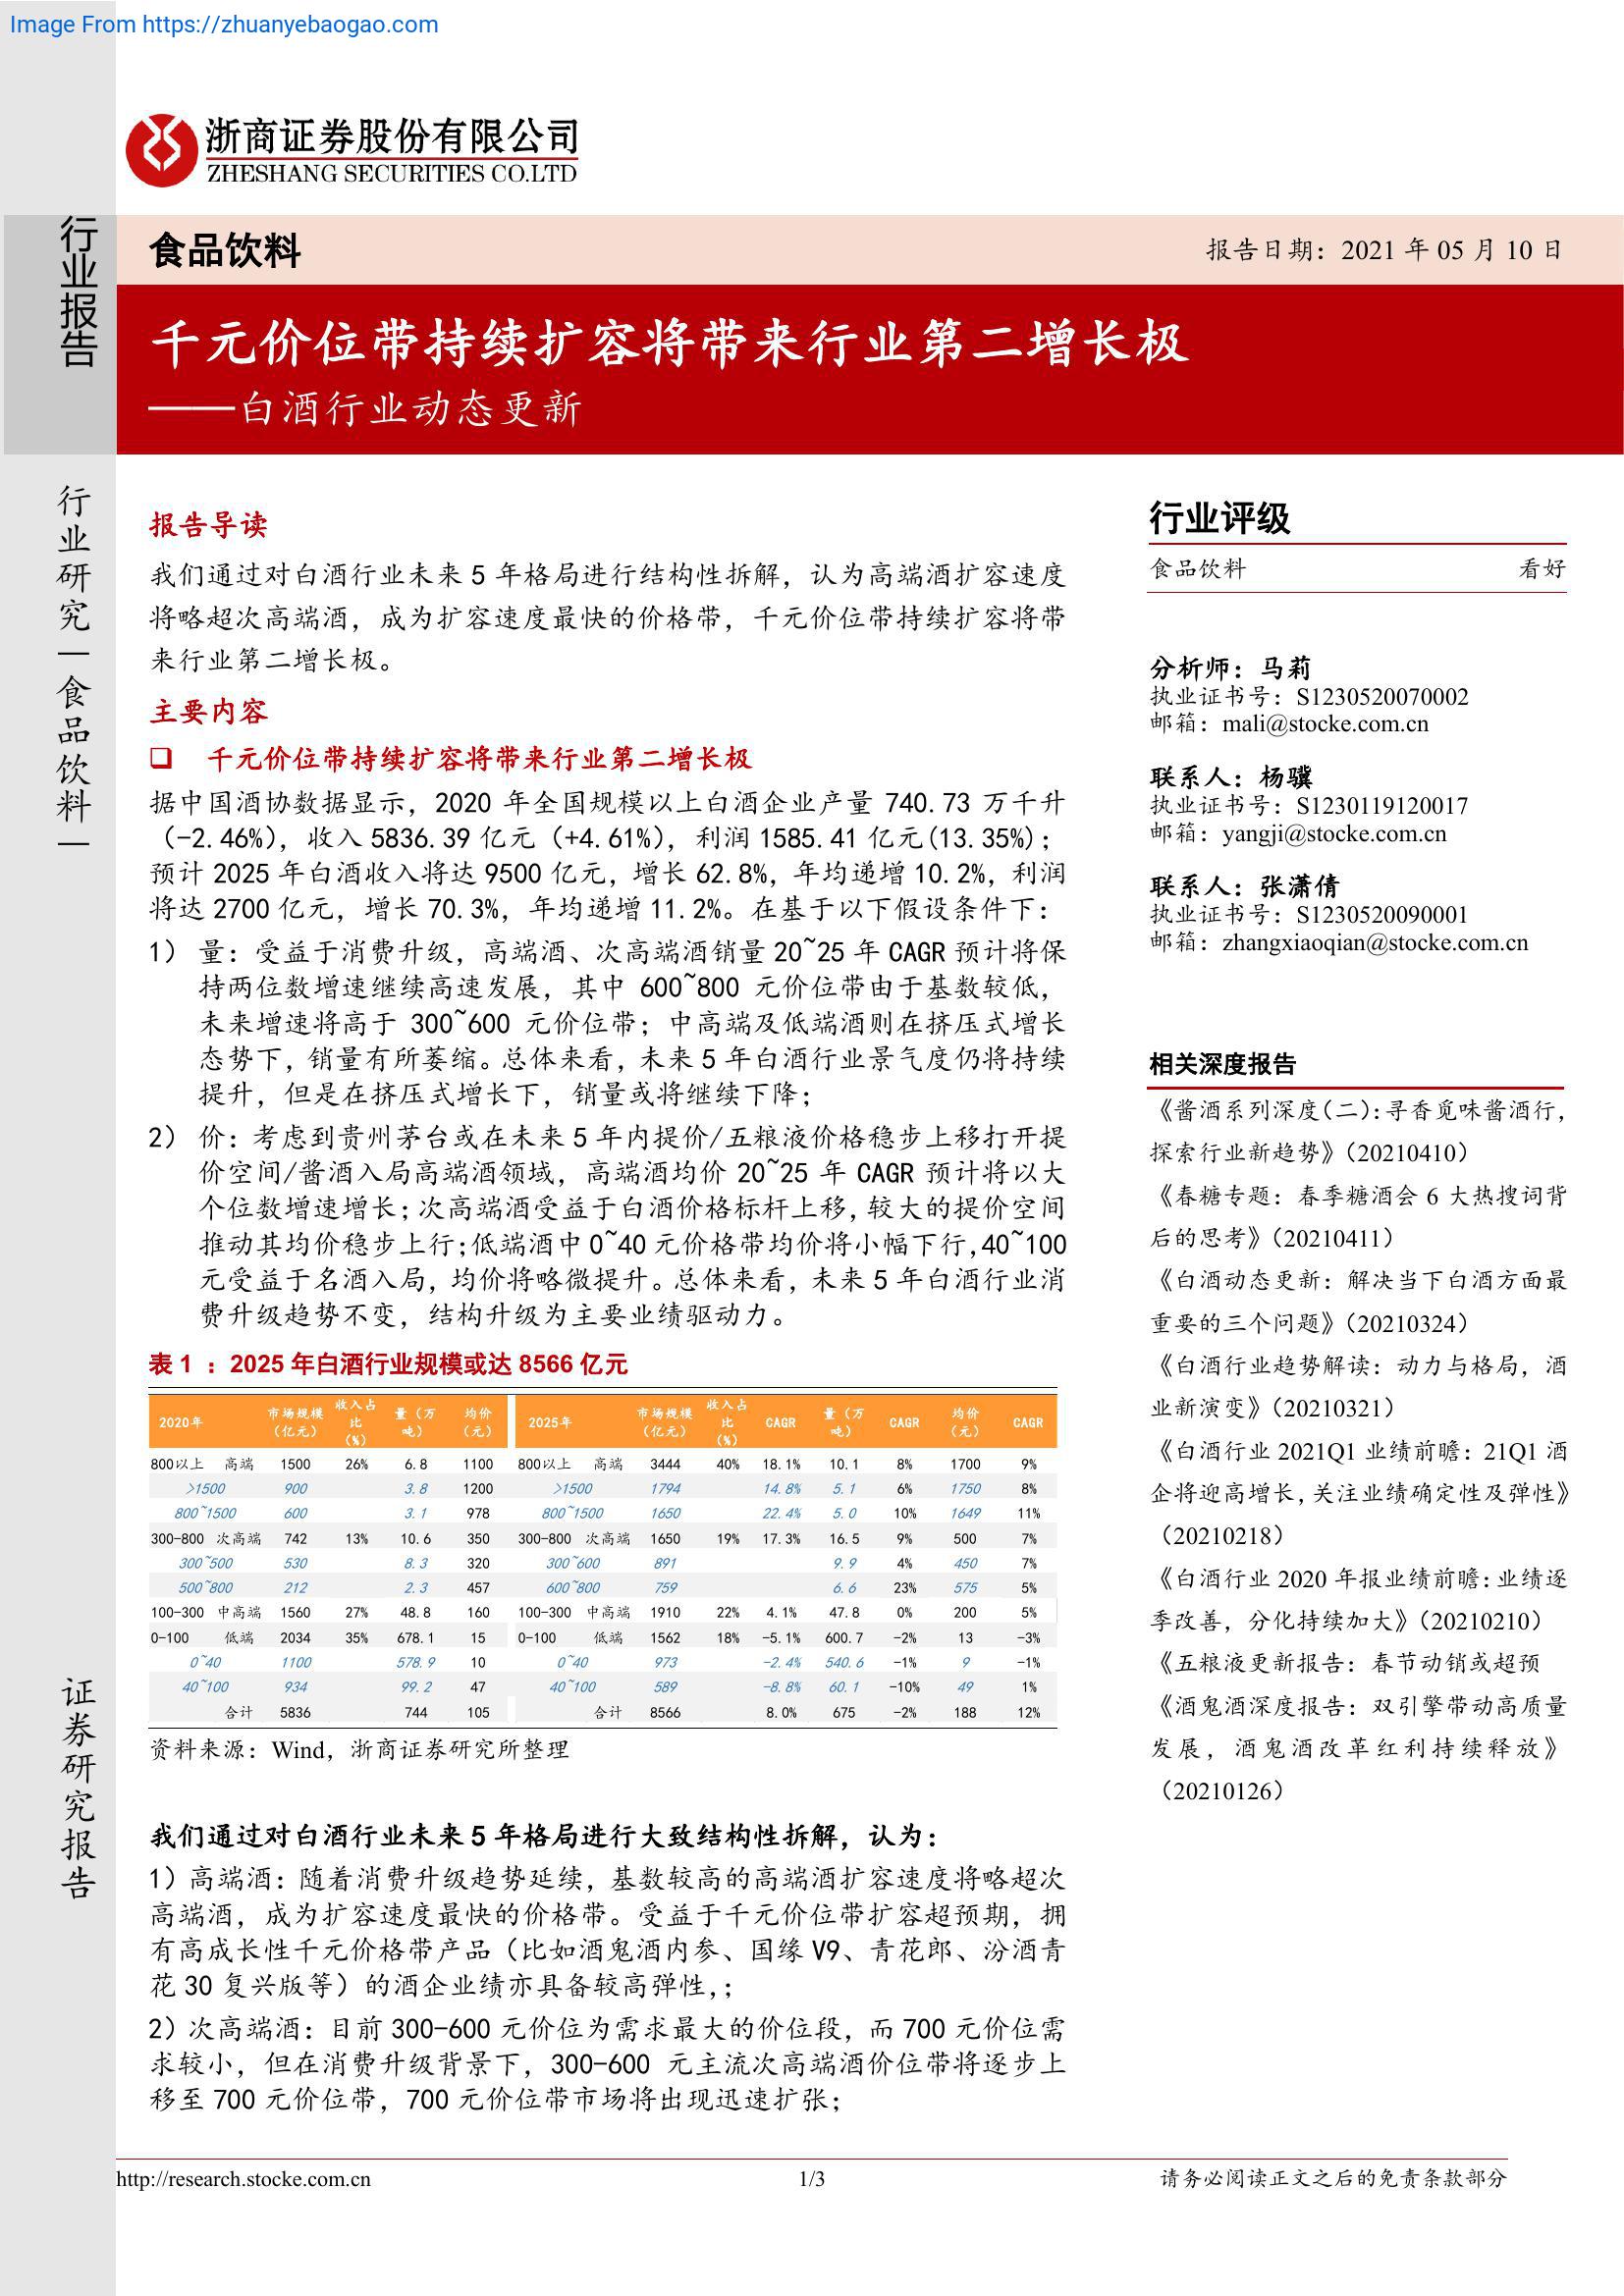 Image From https://zhuanyebaogao.com
浙商证券股份有限公司
ZHESHANG SECURITIES CO.LTD
行业报告
食品饮料
报告日期：2021 年 05 月 10 日
千元价位带持续扩容将带来行业第二增长极
——白酒行业动态更新
行业研究—食品饮料—
证券研究报告
报告导读
我们通过对白酒行业未来 5 年格局进行结构性拆解，认为高端酒扩容速度
将略超次高端酒，成为扩容速度最快的价格带，千元价位带持续扩容将带
来行业第二增长极。
主要内容
❑ 千元价位带持续扩容将带来行业第二增长极
据中国酒协数据显示，2020 年全国规模以上白酒企业产量 740.73 万千升
（-2.46%），收入 5836.39 亿元（+4.61%），利润 1585.41 亿元(13.35%)；
预计 2025 年白酒收入将达 9500 亿元，增长 62.8%，年均递增 10.2%，利润
将达 2700 亿元，增长 70.3%，年均递增 11.2%。在基于以下假设条件下：
1） 量：受益于消费升级，高端酒、次高端酒销量 20~25 年 CAGR 预计将保
持两位数增速继续高速发展，其中 600~800 元价位带由于基数较低，
未来增速将高于 300~600 元价位带；中高端及低端酒则在挤压式增长
态势下，销量有所萎缩。总体来看，未来 5 年白酒行业景气度仍将持续
提升，但是在挤压式增长下，销量或将继续下降；
2） 价：考虑到贵州茅台或在未来 5 年内提价/五粮液价格稳步上移打开提
价空间/酱酒入局高端酒领域，高端酒均价 20~25 年 CAGR 预计将以大
个位数增速增长；次高端酒受益于白酒价格标杆上移，较大的提价空间
推动其均价稳步上行；低端酒中 0~40 元价格带均价将小幅下行，40~100
元受益于名酒入局，均价将略微提升。总体来看，未来 5 年白酒行业消
费升级趋势不变，结构升级为主要业绩驱动力。
表 1 ：2025 年白酒行业规模或达 8566 亿元
2020年 市场规模（亿元） 收入占比（%） 量（万吨） 均价（元） 2025年 市场规模（亿元） 收入占比（%） CAGR 量（万吨） CAGR 均价（元） CAGR
800以上 高端 1500 26% 6.8 1100 800以上 高端 3444 40% 18.1% 10.1 8% 1700 9%
>1500 900 3.8 1200 >1500 1794 14.8% 5.1 6% 1750 8%
800~1500 600 3.1 978 800~1500 1650 22.4% 5.0 10% 1649 11%
300-800 次高端 742 13% 10.6 350 300-800 次高端 1650 19% 17.3% 16.5 9% 500 7%
300~500 530 8.3 320 300~600 891 9.9 4% 450 7%
500~800 212 2.3 457 600~800 759 6.6 23% 575 5%
100-300 中高端 1560 27% 48.8 160 100-300 中高端 1910 22% 4.1% 47.8 0% 200 5%
0-100 低端 2034 35% 678.1 15 0-100 低端 1562 18% -5.1% 600.7 -2% 13 -3%
0~40 1100 578.9 10 0~40 973 -2.4% 540.6 -1% 9 -1%
40~100 934 99.2 47 40~100 589 -8.8% 60.1 -10% 49 1%
合计 5836 744 105 合计 8566 8.0% 675 -2% 188 12%
资料来源：Wind，浙商证券研究所整理
我们通过对白酒行业未来 5 年格局进行大致结构性拆解，认为：
1）高端酒：随着消费升级趋势延续，基数较高的高端酒扩容速度将略超次
高端酒，成为扩容速度最快的价格带。受益于千元价位带扩容超预期，拥
有高成长性千元价格带产品（比如酒鬼酒内参、国缘 V9、青花郎、汾酒青
花 30 复兴版等）的酒企业绩亦具备较高弹性，；
2）次高端酒：目前 300-600 元价位为需求最大的价位段，而 700 元价位需
求较小，但在消费升级背景下，300-600 元主流次高端酒价位带将逐步上
移至 700 元价位带，700 元价位带市场将出现迅速扩张；
行业评级
食品饮料 看好
分析师：马莉
执业证书号：S1230520070002
邮箱：mali@stocke.com.cn
联系人：杨骥
执业证书号：S1230119120017
邮箱：yangji@stocke.com.cn
联系人：张潇倩
执业证书号：S1230520090001
邮箱：zhangxiaoqian@stocke.com.cn
相关深度报告
《酱酒系列深度（二）：寻香觅味酱酒行，
探索行业新趋势》（20210410）
《春糖专题：春季糖酒会 6 大热搜词背
后的思考》（20210411）
《白酒动态更新：解决当下白酒方面最
重要的三个问题》（20210324）
《白酒行业趋势解读：动力与格局，酒
业新演变》（20210321）
《白酒行业 2021Q1 业绩前瞻：21Q1 酒
企将迎高增长，关注业绩确定性及弹性》
（20210218）
《白酒行业 2020 年报业绩前瞻：业绩逐
季改善，分化持续加大》（20210210）
《五粮液更新报告：春节动销或超预
《酒鬼酒深度报告：双引擎带动高质量
发展，酒鬼酒改革红利持续释放》
（20210126）
http://research.stocke.com.cn
1/3
请务必阅读正文之后的免责条款部分